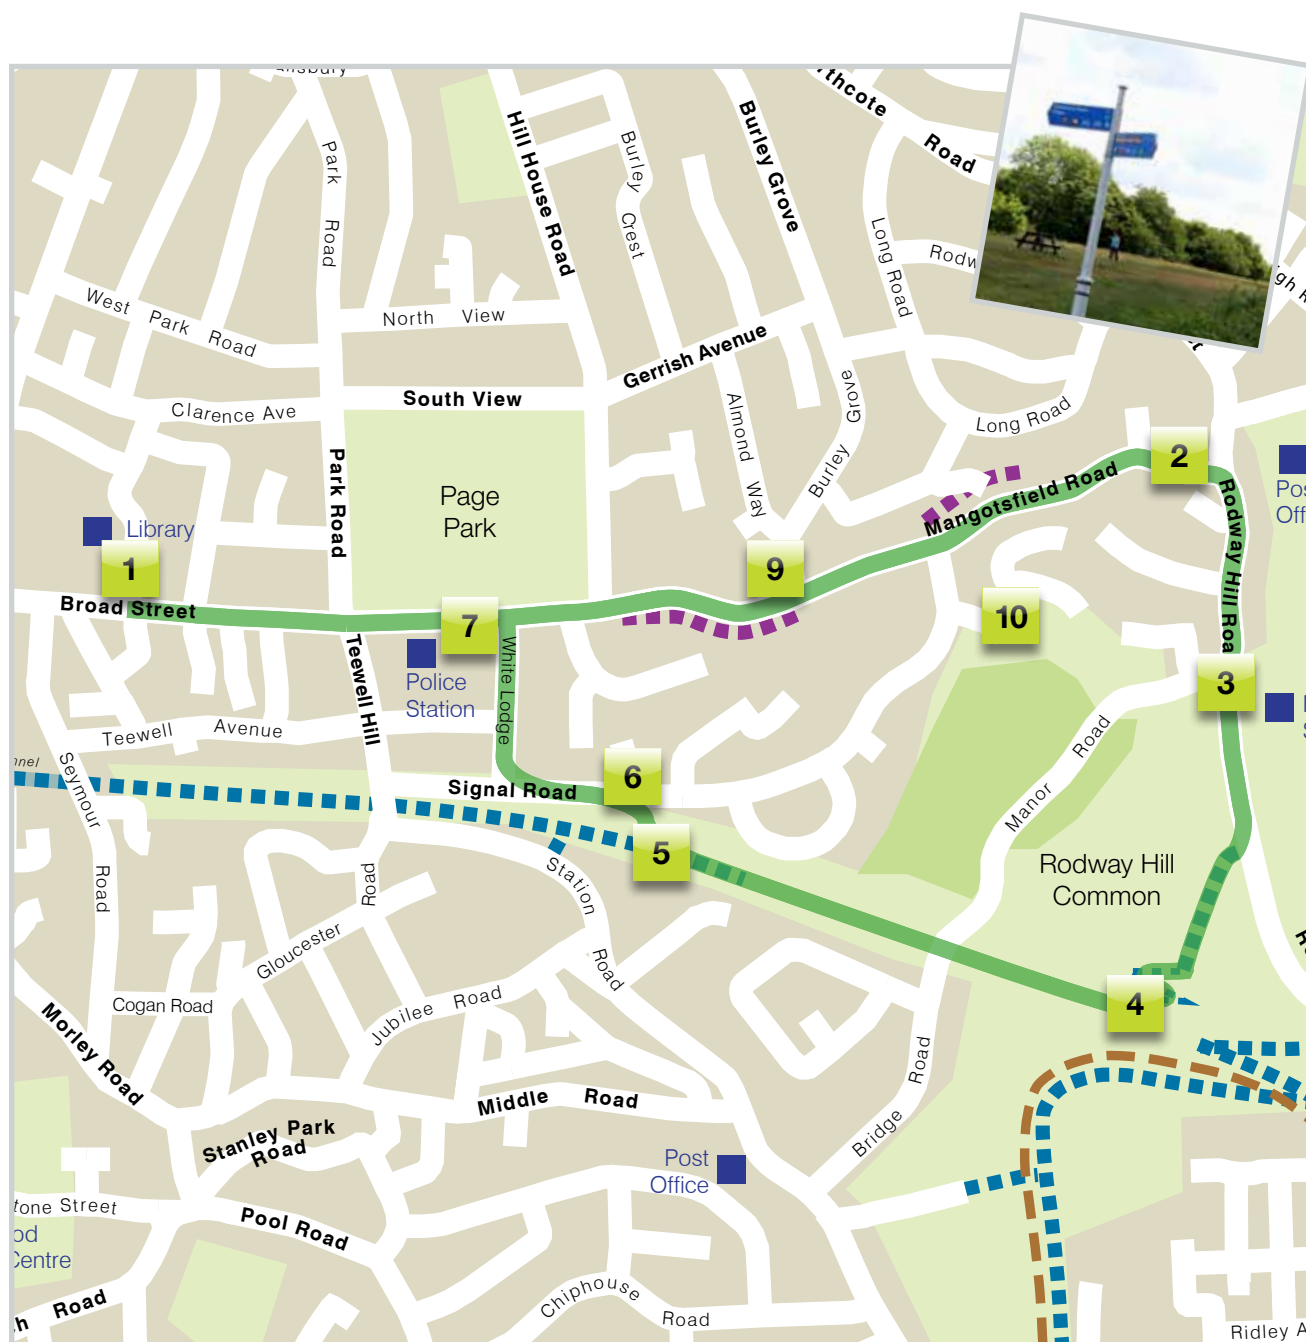 Park Road
Hill House Road
Burley Crest
Burley Grove
Road
Long Road
West Park Road
North View
Gerrish Avenue
South View
Clarence Ave
Almond Way
Burley Grove
Long Road
Park Road
Page
Park
2
Mangotsfield Road
Rodway Hill
Library
1
9
Broad Street
7
10
Teewell Hill
White Lodge
Police
Station
3
Teewell Avenue
Seymour Road
6
Signal Road
Manor Road
5
Rodway Hill
Common
Station Road
Road
Gloucester
Cogan Road
Jubilee Road
4
Morley Road
Bridge Road
Middle Road
Stanley Park
Road
Post
Office
Pool Road
Centre
Chiphouse Road
Road
Ridley